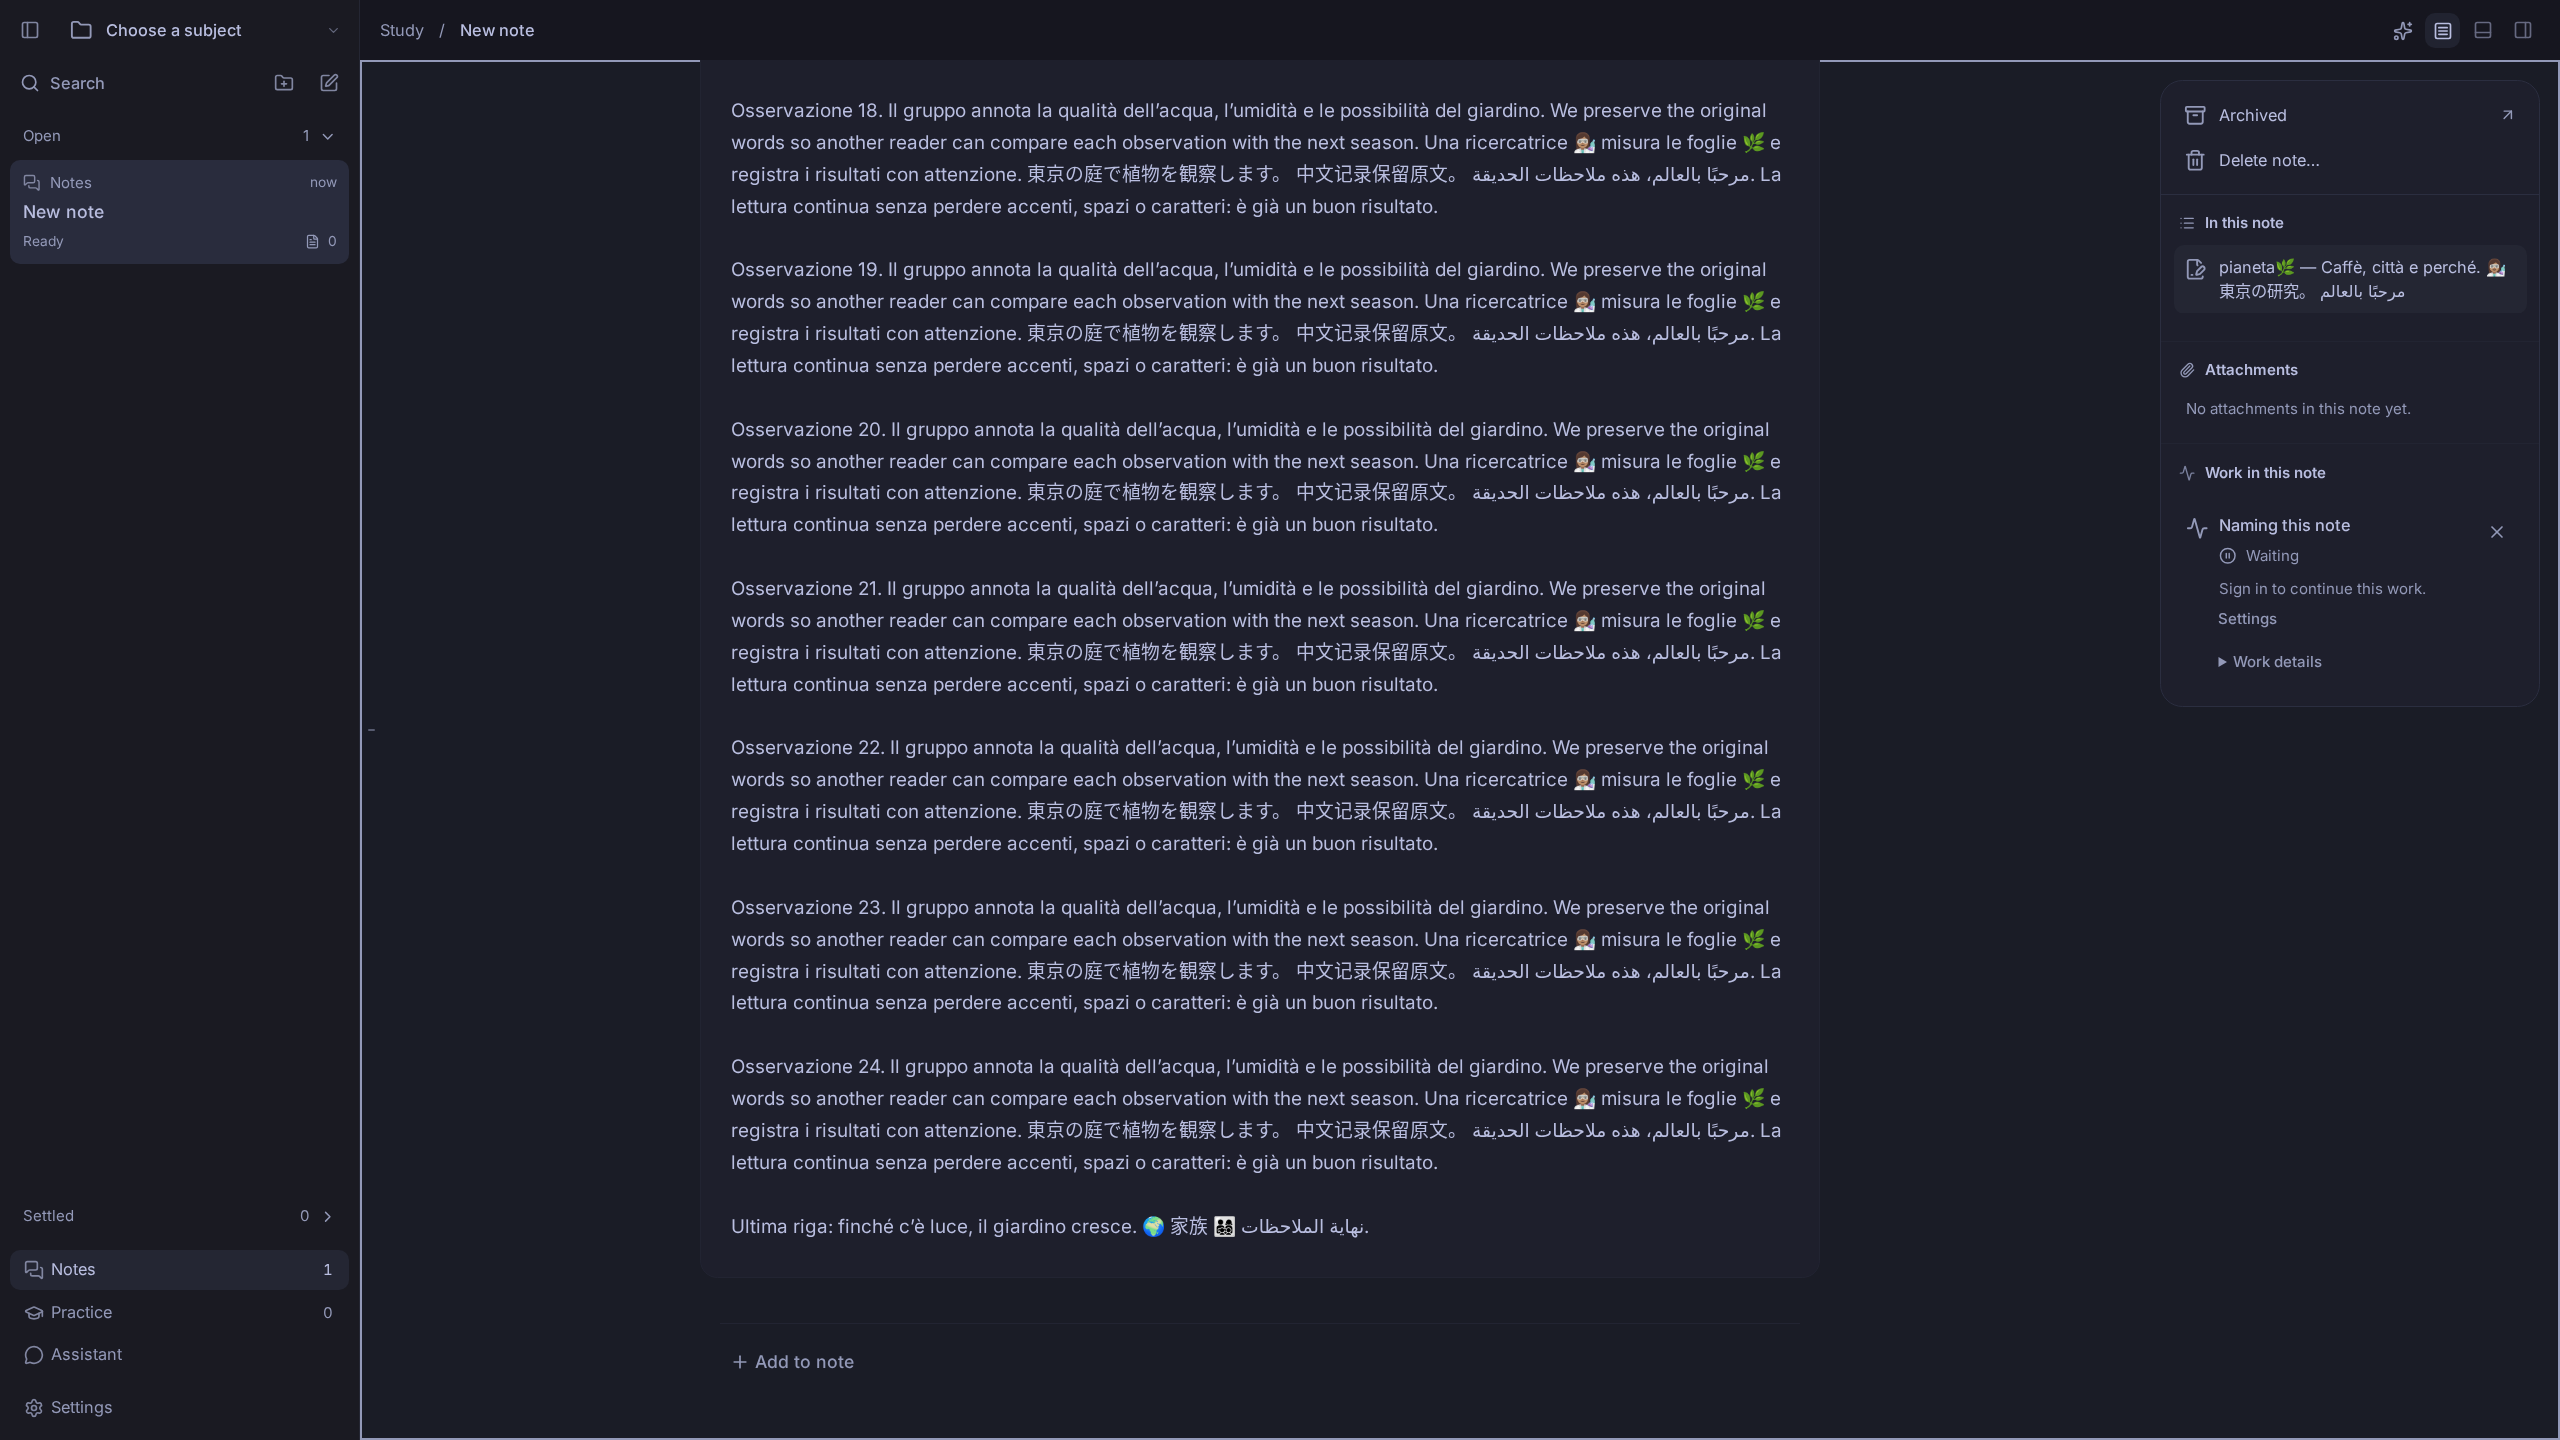 Choose a subject
Search
Open 1
Notes now
New note
Ready 0
Settled 0
Notes 1
Practice 0
Assistant
Settings
Study / New note
Osservazione 18. Il gruppo annota la qualità dell’acqua, l’umidità e le possibilità del giardino. We preserve the original
words so another reader can compare each observation with the next season. Una ricercatrice 👩🏽‍🔬 misura le foglie 🌿 e
registra i risultati con attenzione. 東京の庭で植物を観察します。 中文记录保留原文。 مرحبًا بالعالم، هذه ملاحظات الحديقة. La
lettura continua senza perdere accenti, spazi o caratteri: è già un buon risultato.
Osservazione 19. Il gruppo annota la qualità dell’acqua, l’umidità e le possibilità del giardino. We preserve the original
words so another reader can compare each observation with the next season. Una ricercatrice 👩🏽‍🔬 misura le foglie 🌿 e
registra i risultati con attenzione. 東京の庭で植物を観察します。 中文记录保留原文。 مرحبًا بالعالم، هذه ملاحظات الحديقة. La
lettura continua senza perdere accenti, spazi o caratteri: è già un buon risultato.
Osservazione 20. Il gruppo annota la qualità dell’acqua, l’umidità e le possibilità del giardino. We preserve the original
words so another reader can compare each observation with the next season. Una ricercatrice 👩🏽‍🔬 misura le foglie 🌿 e
registra i risultati con attenzione. 東京の庭で植物を観察します。 中文记录保留原文。 مرحبًا بالعالم، هذه ملاحظات الحديقة. La
lettura continua senza perdere accenti, spazi o caratteri: è già un buon risultato.
Osservazione 21. Il gruppo annota la qualità dell’acqua, l’umidità e le possibilità del giardino. We preserve the original
words so another reader can compare each observation with the next season. Una ricercatrice 👩🏽‍🔬 misura le foglie 🌿 e
registra i risultati con attenzione. 東京の庭で植物を観察します。 中文记录保留原文。 مرحبًا بالعالم، هذه ملاحظات الحديقة. La
lettura continua senza perdere accenti, spazi o caratteri: è già un buon risultato.
Osservazione 22. Il gruppo annota la qualità dell’acqua, l’umidità e le possibilità del giardino. We preserve the original
words so another reader can compare each observation with the next season. Una ricercatrice 👩🏽‍🔬 misura le foglie 🌿 e
registra i risultati con attenzione. 東京の庭で植物を観察します。 中文记录保留原文。 مرحبًا بالعالم، هذه ملاحظات الحديقة. La
lettura continua senza perdere accenti, spazi o caratteri: è già un buon risultato.
Osservazione 23. Il gruppo annota la qualità dell’acqua, l’umidità e le possibilità del giardino. We preserve the original
words so another reader can compare each observation with the next season. Una ricercatrice 👩🏽‍🔬 misura le foglie 🌿 e
registra i risultati con attenzione. 東京の庭で植物を観察します。 中文记录保留原文。 مرحبًا بالعالم، هذه ملاحظات الحديقة. La
lettura continua senza perdere accenti, spazi o caratteri: è già un buon risultato.
Osservazione 24. Il gruppo annota la qualità dell’acqua, l’umidità e le possibilità del giardino. We preserve the original
words so another reader can compare each observation with the next season. Una ricercatrice 👩🏽‍🔬 misura le foglie 🌿 e
registra i risultati con attenzione. 東京の庭で植物を観察します。 中文记录保留原文。 مرحبًا بالعالم، هذه ملاحظات الحديقة. La
lettura continua senza perdere accenti, spazi o caratteri: è già un buon risultato.
Ultima riga: finché c’è luce, il giardino cresce. 🌍 家族 👨‍👩‍👧‍👦 نهاية الملاحظات.
Add to note
Archived
Delete note…
In this note
pianeta🌿 — Caffè, città e perché. 👩🏽‍🔬
東京の研究。 مرحبًا بالعالم
Attachments
No attachments in this note yet.
Work in this note
Naming this note
Waiting
Sign in to continue this work.
Settings
Work details